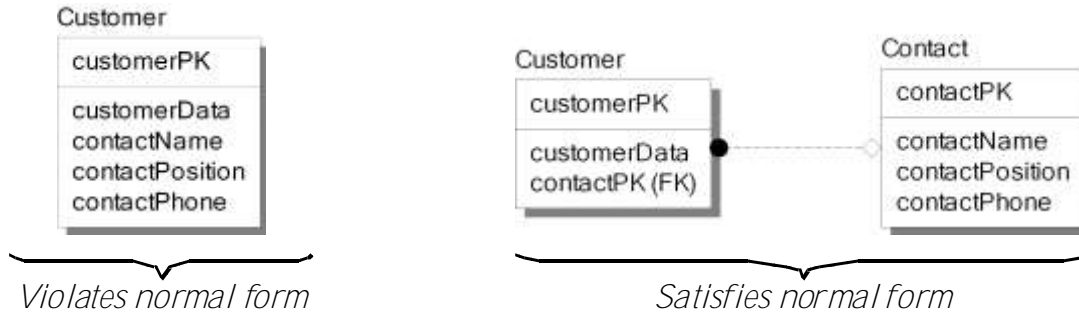 Customer
customerPK
customerData
contactName
contactPosition
contactPhone
Violates normal form
Customer
customerPK
customerData
contactPK (FK)
Contact
contactPK
contactName
contactPosition
contactPhone
Satisfies normal form